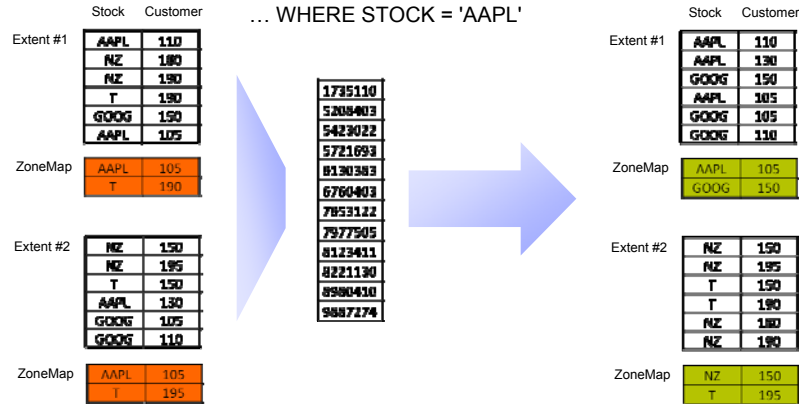 Stock Customer
… WHERE STOCK = 'AAPL'
Extent #1
AAPL 110
NZ 180
NZ 190
T 190
GOOG 150
AAPL 105
ZoneMap
AAPL 105
T 190
Extent #2
NZ 150
NZ 195
T 150
AAPL 130
GOOG 105
GOOG 110
ZoneMap
AAPL 105
T 195
1735110
5208403
5423022
5721693
6130383
6760403
7853122
7977505
8123411
8221130
8980410
9887274
Stock Customer
Extent #1
AAPL 110
AAPL 130
GOOG 150
AAPL 105
GOOG 105
GOOG 110
ZoneMap
AAPL 105
GOOG 150
Extent #2
NZ 150
NZ 195
T 150
T 190
NZ 180
NZ 190
ZoneMap
NZ 150
T 195